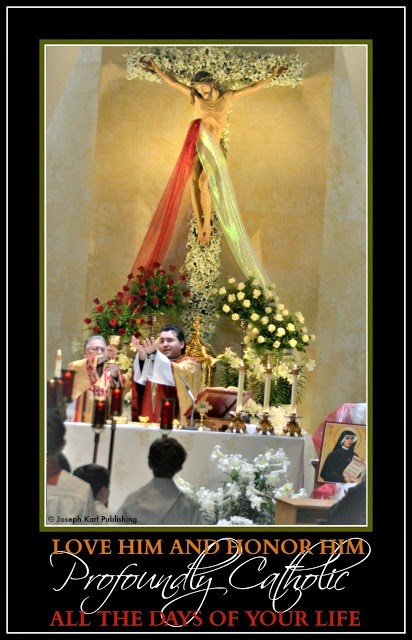 © Joseph Karl Publishing
LOVE HIM AND HONOR HIM
Profoundly Catholic
ALL THE DAYS OF YOUR LIFE